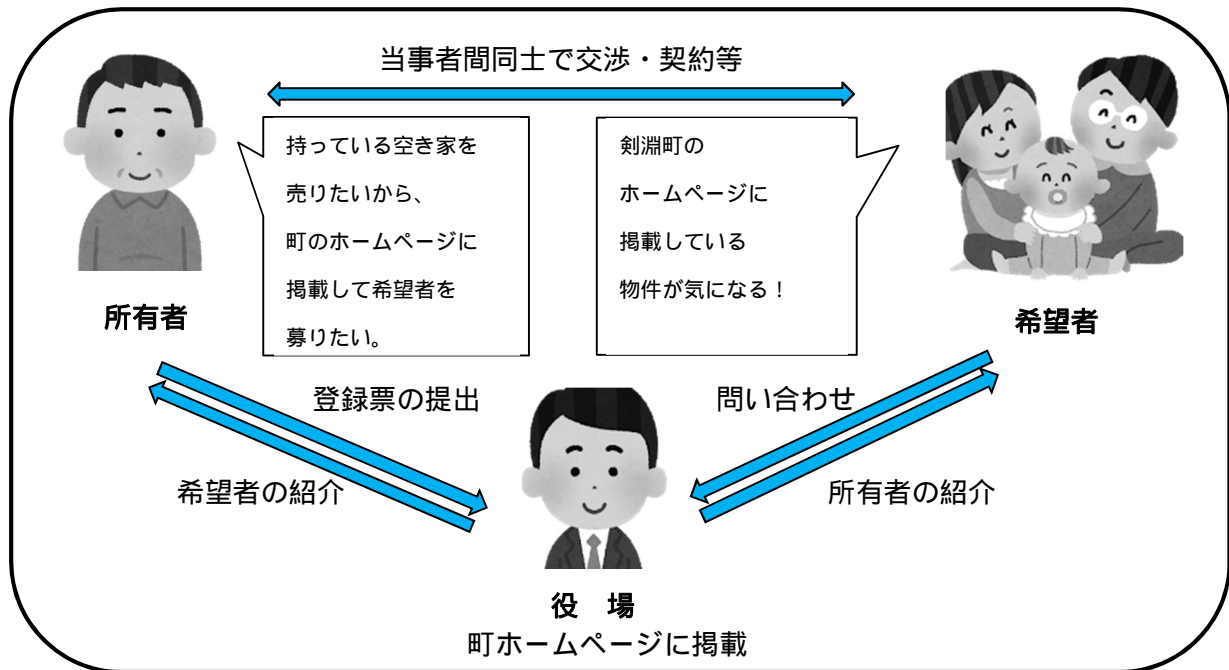 当事者間同士で交渉・契約等
持っている空き家を
売りたいから、
町のホームページに
掲載して希望者を
募りたい。
剣淵町の
ホームページに
掲載している
物件が気になる！
所有者
希望者
登録票の提出
問い合わせ
希望者の紹介
所有者の紹介
役　場
町ホームページに掲載